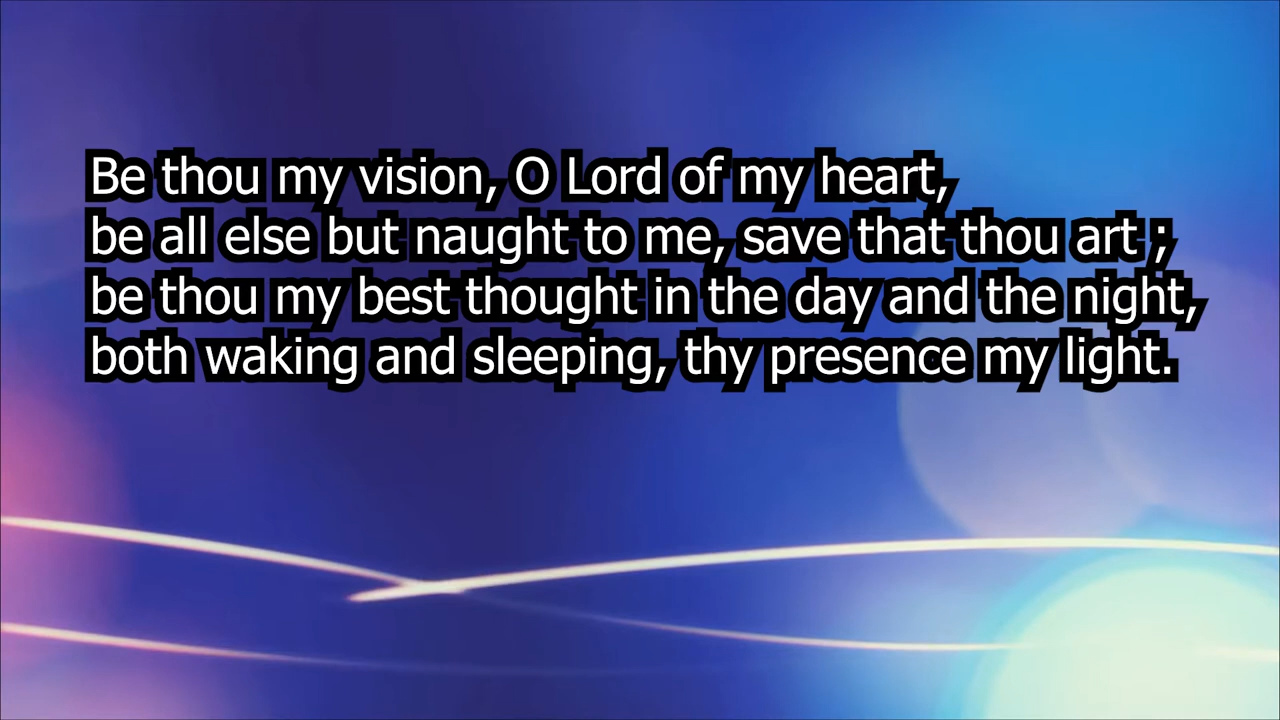 Be thou my vision, O Lord of my heart,
be all else but naught to me, save that thou art ;
be thou my best thought in the day and the night,
both waking and sleeping, thy presence my light.